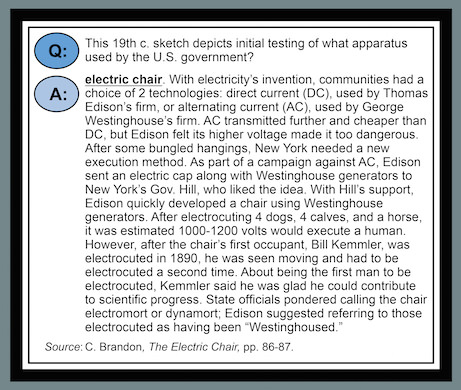 Q: This 19th c. sketch depicts initial testing of what apparatus
used by the U.S. government?
A: electric chair. With electricity's invention, communities had a
choice of 2 technologies: direct current (DC), used by Thomas
Edison's firm, or alternating current (AC), used by George
Westinghouse's firm. AC transmitted further and cheaper than
DC, but Edison felt its higher voltage made it too dangerous.
After some bungled hangings, New York needed a new
execution method. As part of a campaign against AC, Edison
sent an electric cap along with Westinghouse generators to
New York's Gov. Hill, who liked the idea. With Hill's support,
Edison quickly developed a chair using Westinghouse
generators. After electrocuting 4 dogs, 4 calves, and a horse,
it was estimated 1000-1200 volts would execute a human.
However, after the chair's first occupant, Bill Kemmler, was
electrocuted in 1890, he was seen moving and had to be
electrocuted a second time. About being the first man to be
electrocuted, Kemmler said he was glad he could contribute
to scientific progress. State officials pondered calling the chair
electromort or dynamort; Edison suggested referring to those
electrocuted as having been “Westinghoused.”
Source: C. Brandon, The Electric Chair, pp. 86-87.